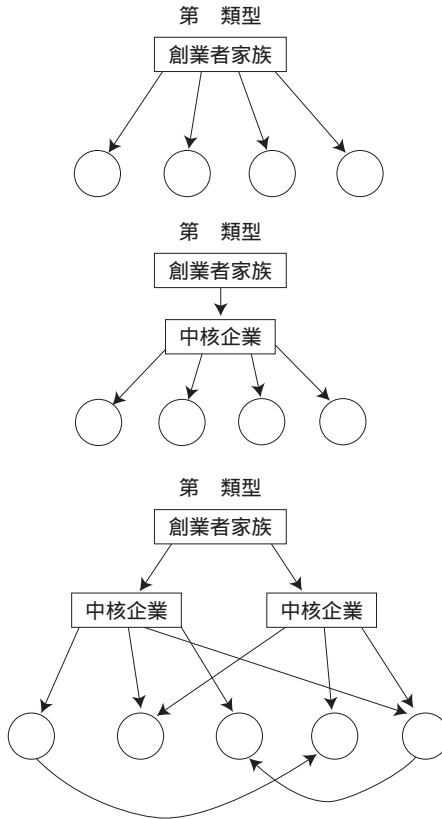 第　類型
創業者家族
第　類型
創業者家族
中核企業
第　類型
創業者家族
中核企業
中核企業